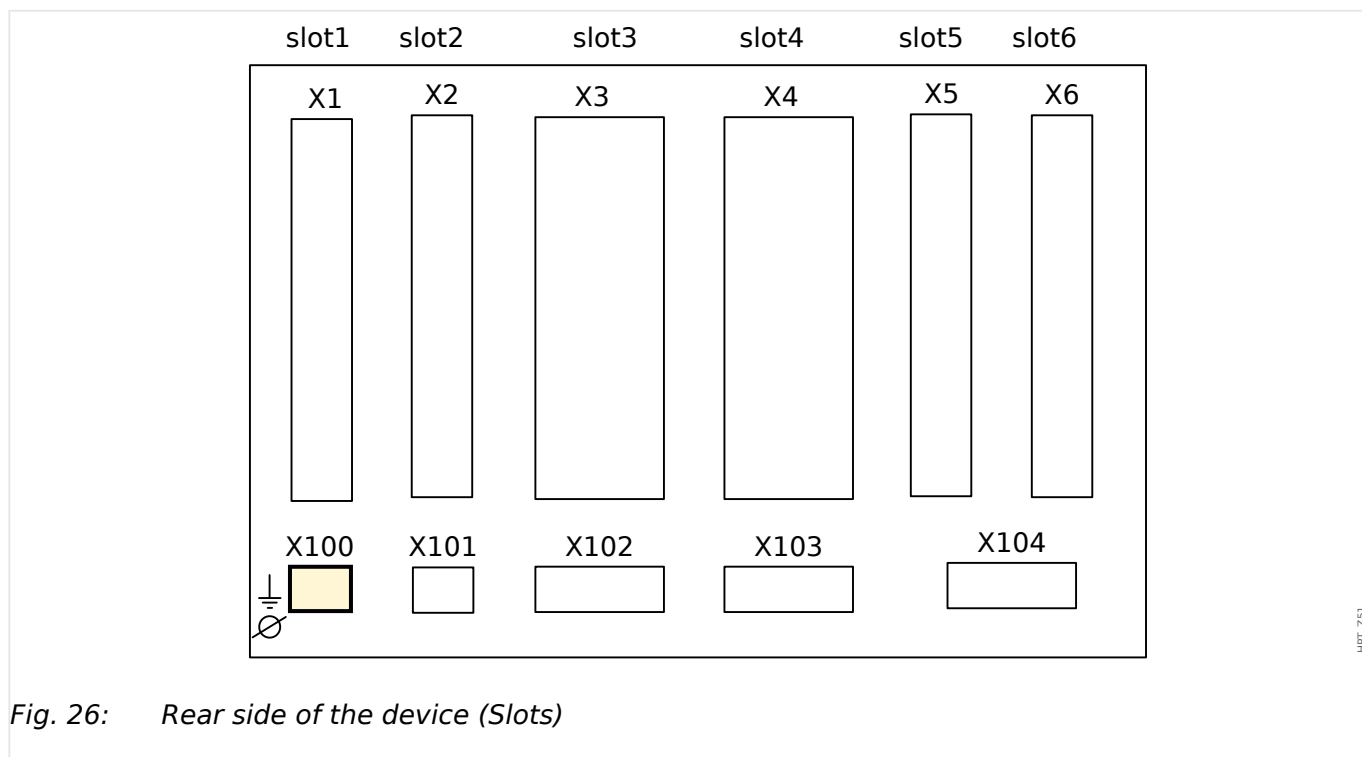 slot1 slot2 slot3 slot4 slot5 slot6
X1 X2 X3 X4 X5 X6
X100 X101 X102 X103 X104
Fig. 26: Rear side of the device (Slots)